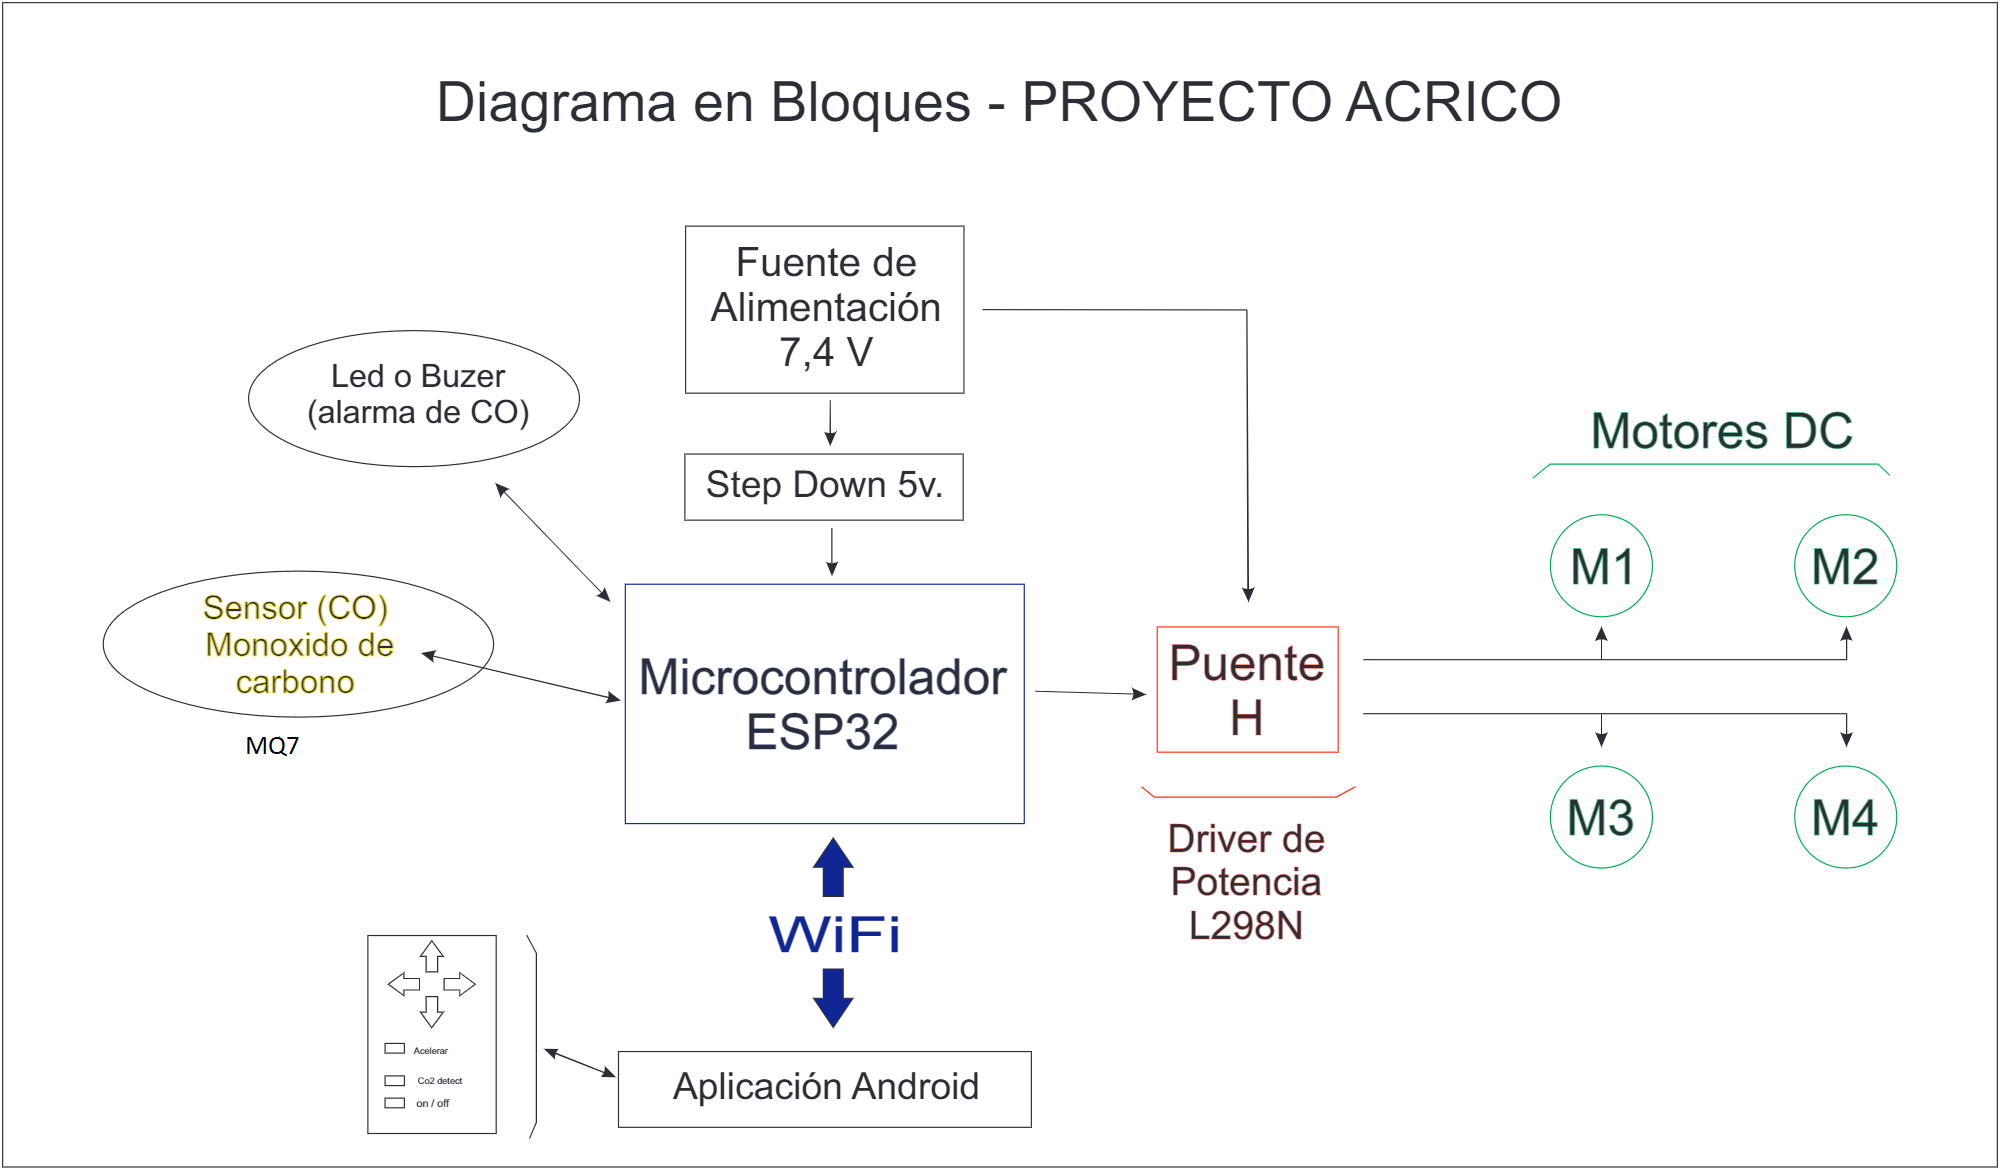 Diagrama en Bloques - PROYECTO ACRICO
Fuente de
Alimentación
7,4 V
Led o Buzer
(alarma de CO)
Step Down 5v.
Motores DC
M1
M2
Sensor (CO)
Monoxido de
carbono
MQ7
Microcontrolador
ESP32
Puente
H
M3
M4
Driver de
Potencia
L298N
WiFi
Acelerar
Co2 detect
on / off
Aplicación Android